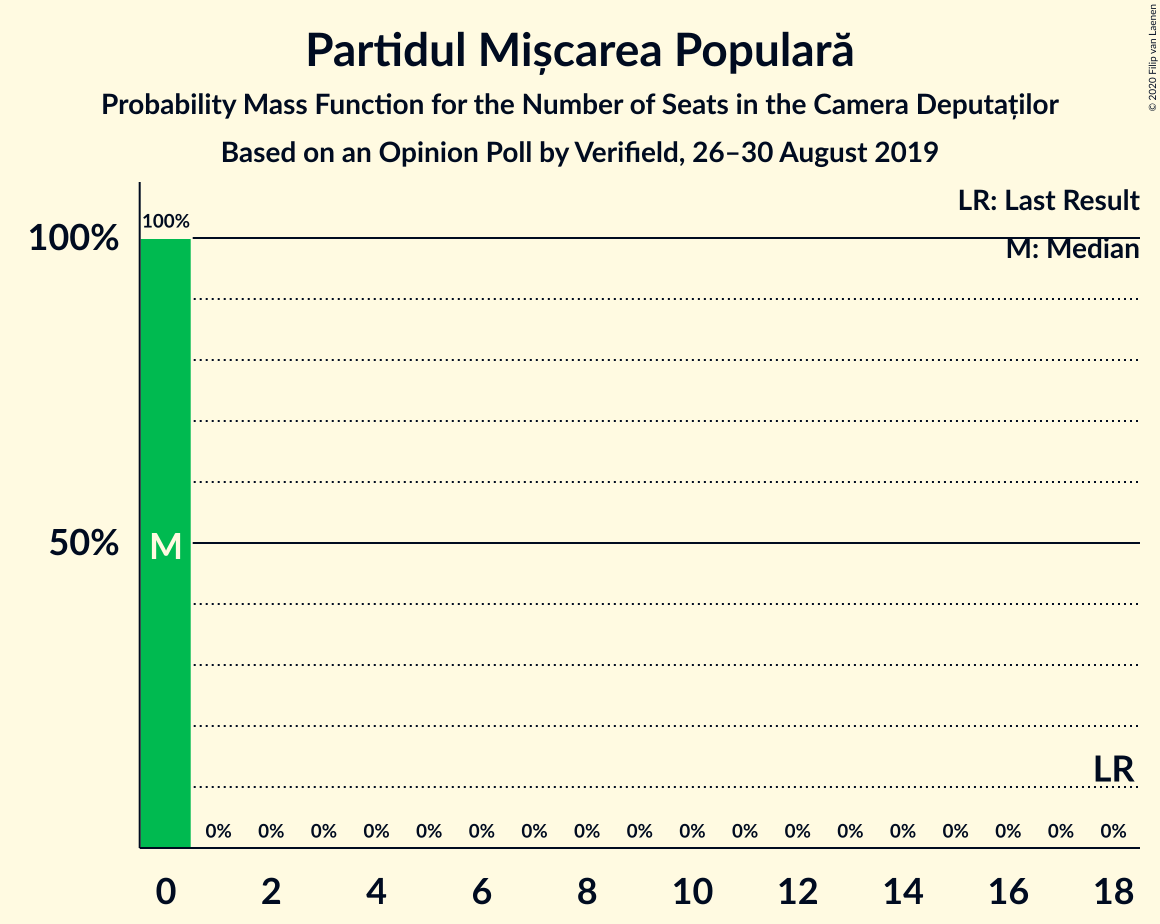 Partidul Mișcarea Populară
Probability Mass Function for the Number of Seats in the Camera Deputaților
Based on an Opinion Poll by Verifield, 26–30 August 2019
© 2020 Filip van Laenen
LR: Last Result
M: Median
100%
100%
50%
M
LR
0% 0% 0% 0% 0% 0% 0% 0% 0% 0% 0% 0% 0% 0% 0% 0% 0% 0%
0 2 4 6 8 10 12 14 16 18